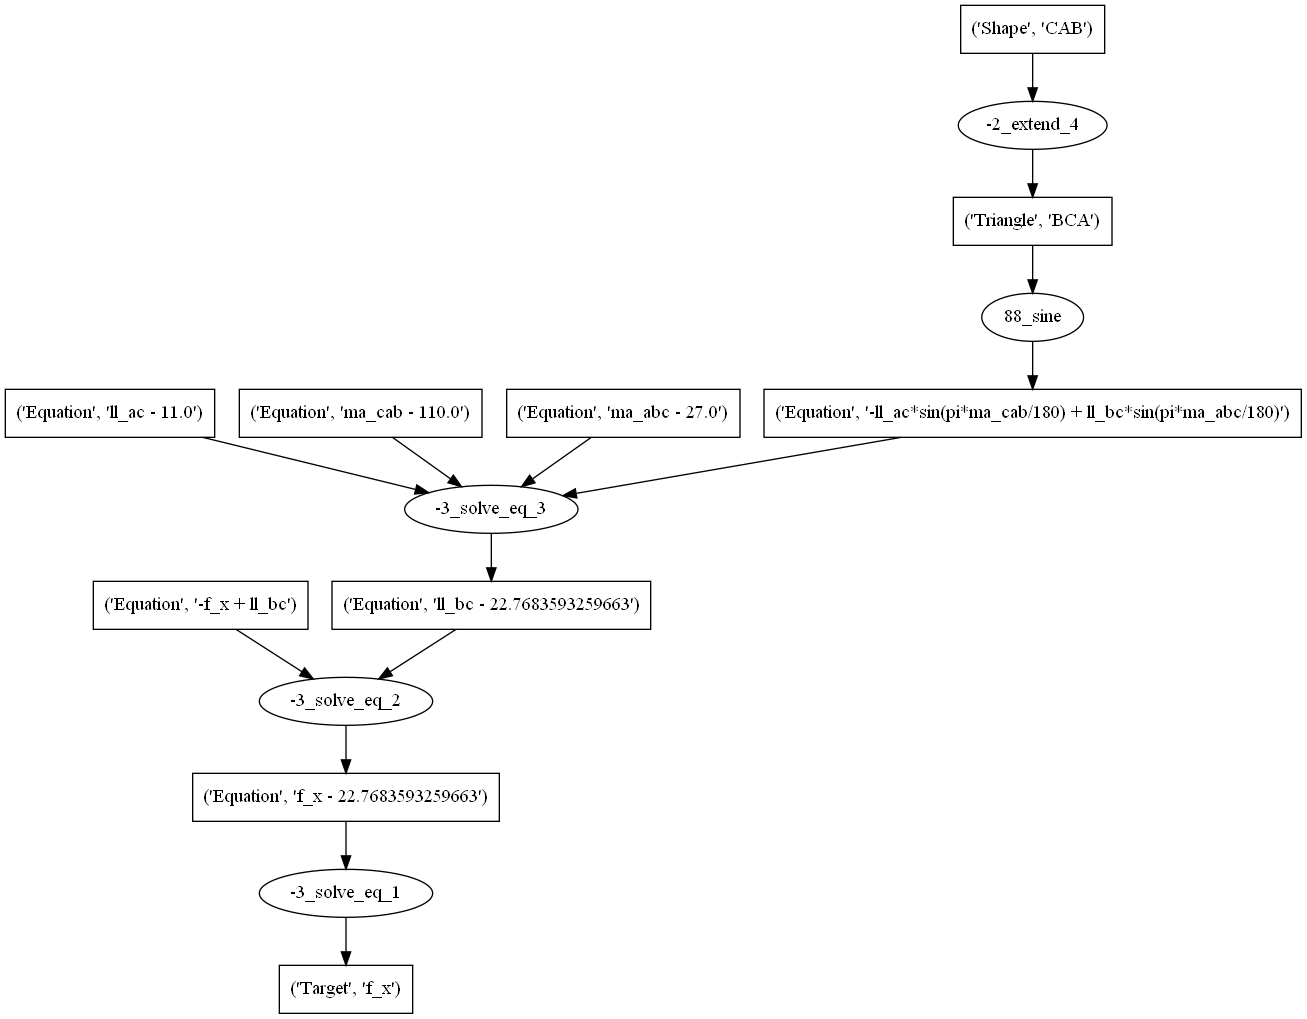 ('Shape', 'CAB')
-2_extend_4
('Triangle', 'BCA')
88_sine
('Equation', 'll_ac - 11.0')
('Equation', 'ma_cab - 110.0')
('Equation', 'ma_abc - 27.0')
('Equation', '-ll_ac*sin(pi*ma_cab/180) + ll_bc*sin(pi*ma_abc/180)')
-3_solve_eq_3
('Equation', '-f_x + ll_bc')
('Equation', 'll_bc - 22.7683593259663')
-3_solve_eq_2
('Equation', 'f_x - 22.7683593259663')
-3_solve_eq_1
('Target', 'f_x')